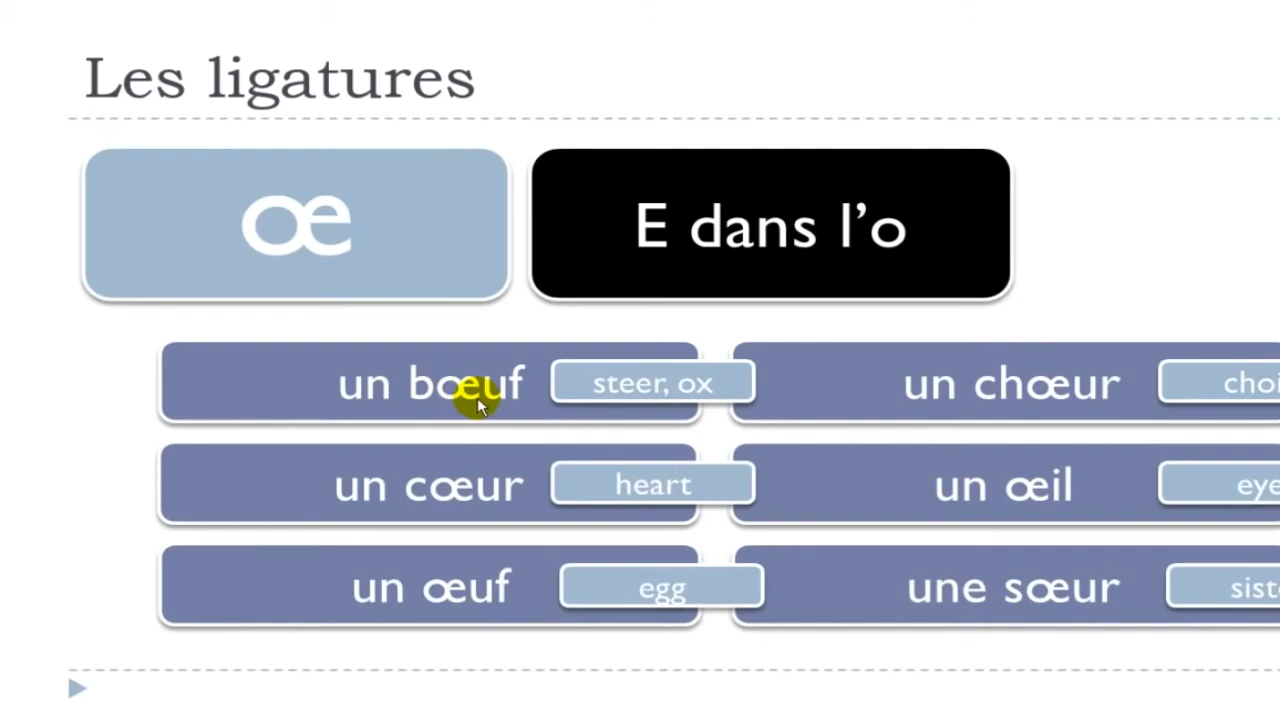 Les ligatures
œ
E dans l’o
un bœuf steer, ox un chœur
un cœur heart un œil eye
un œuf egg une sœur